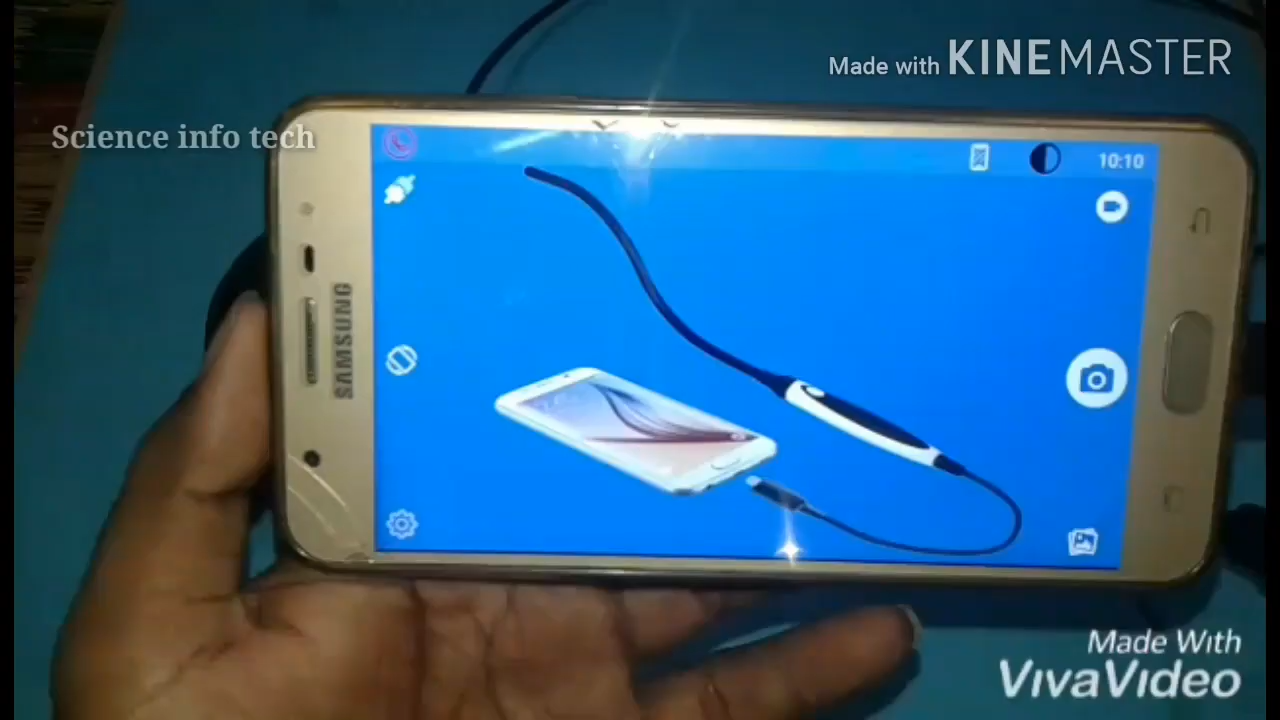 Made with KINEMASTER
Science info tech
10:10
SAMSUNG
Made With
VivaVideo